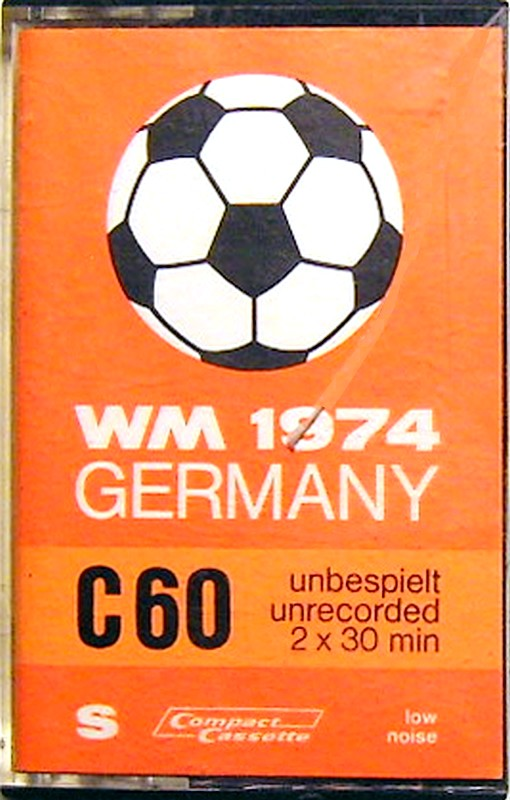 WM 1974
GERMANY
C60
unbespielt
unrecorded
2 x 30 min
S
Compact
Cassette
low
noise